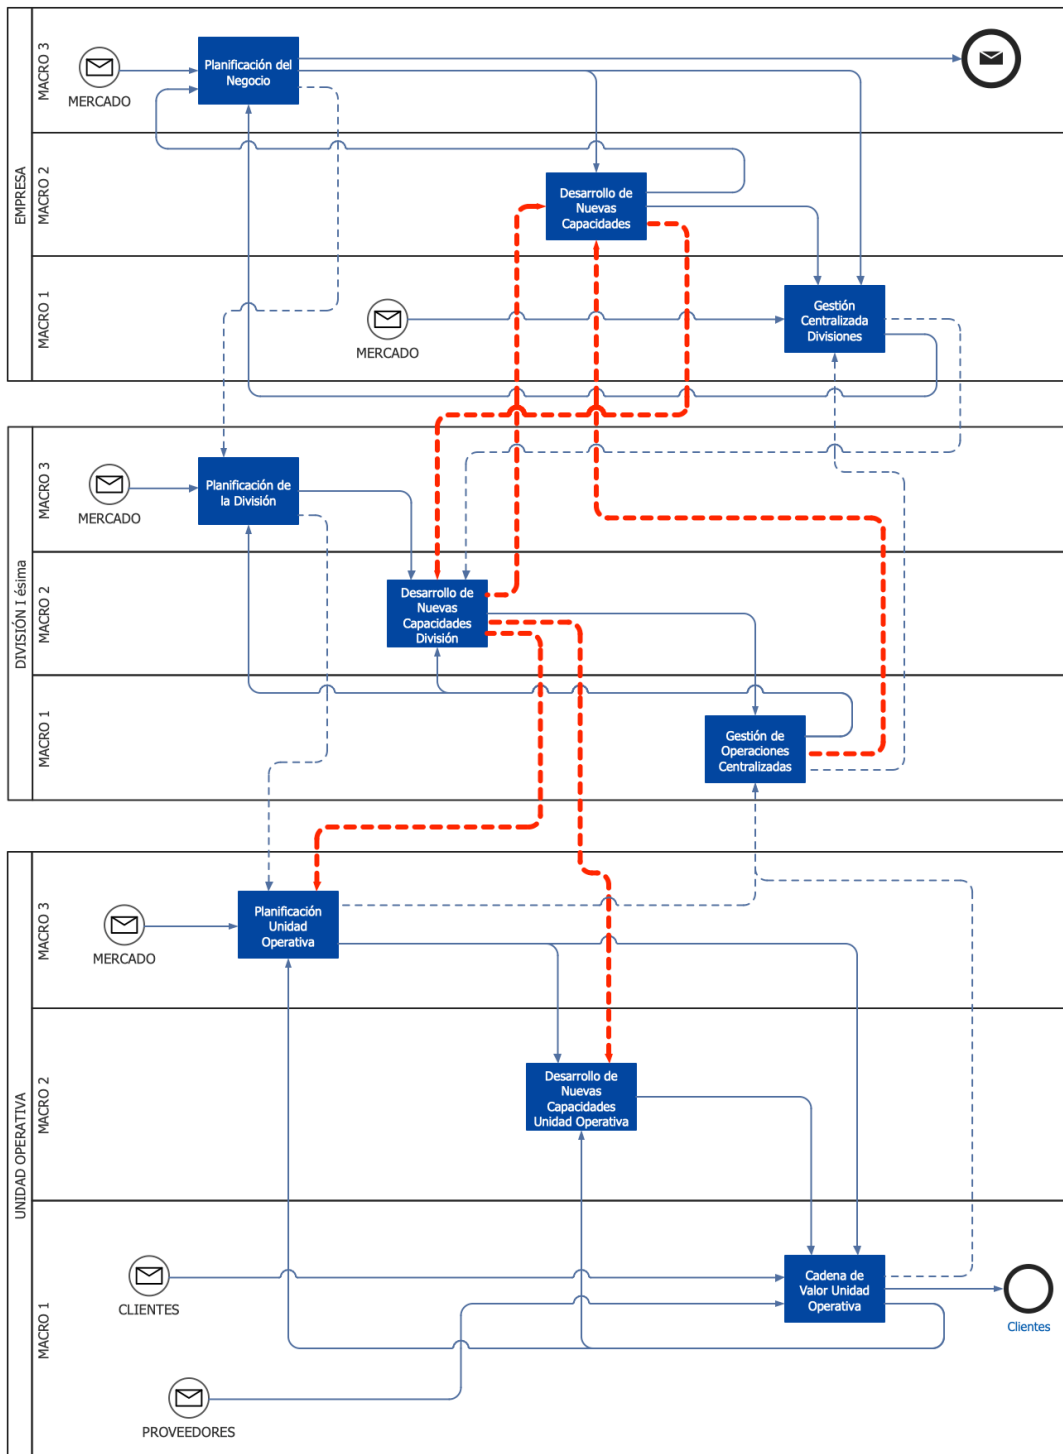 EMPRESA
MACRO 3
MERCADO
Planificación del
Negocio
MACRO 2
Desarrollo de
Nuevas
Capacidades
MACRO 1
MERCADO
Gestión
Centralizada
Divisiones
DIVISIÓN I ésima
MACRO 3
MERCADO
Planificación de
la División
MACRO 2
Desarrollo de
Nuevas
Capacidades
División
MACRO 1
Gestión de
Operaciones
Centralizadas
UNIDAD OPERATIVA
MACRO 3
MERCADO
Planificación
Unidad
Operativa
MACRO 2
Desarrollo de
Nuevas
Capacidades
Unidad Operativa
MACRO 1
CLIENTES
Cadena de
Valor Unidad
Operativa
Clientes
PROVEEDORES